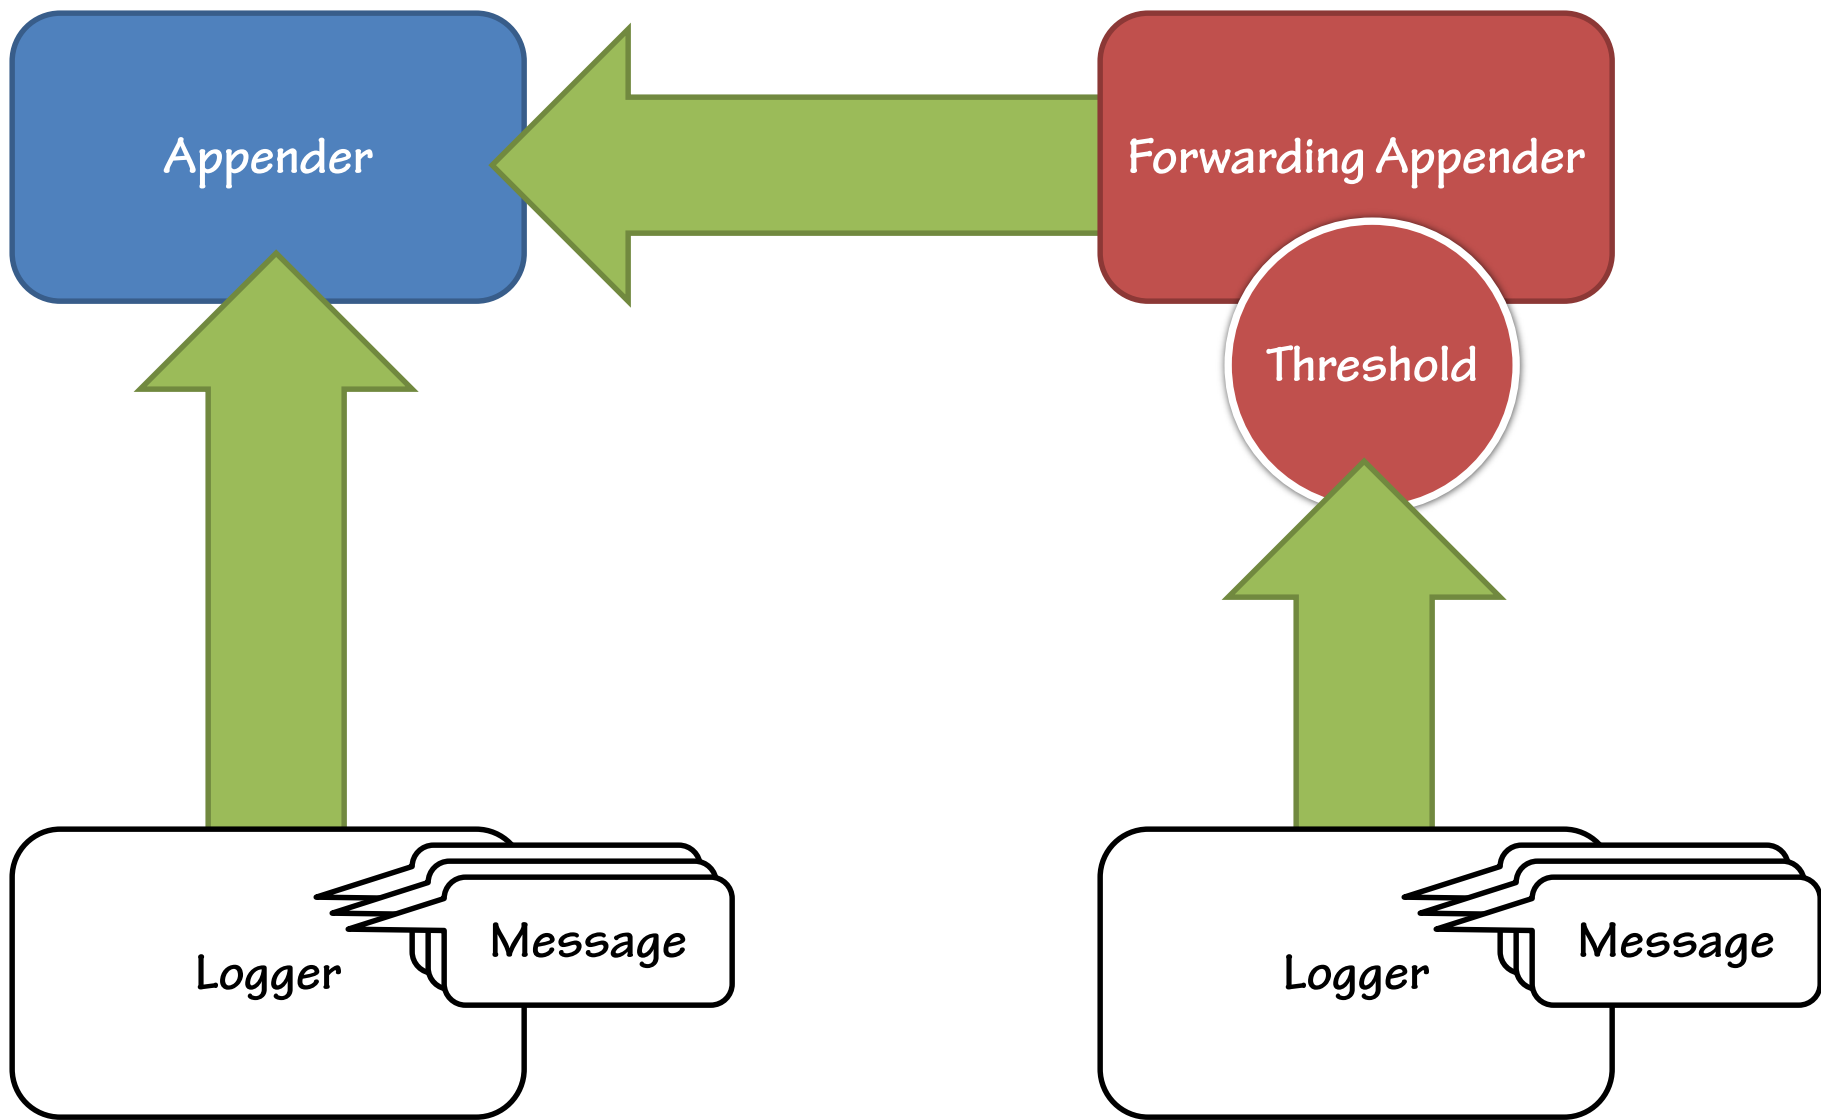 Appender
Forwarding Appender
Threshold
Logger
Message
Logger
Message